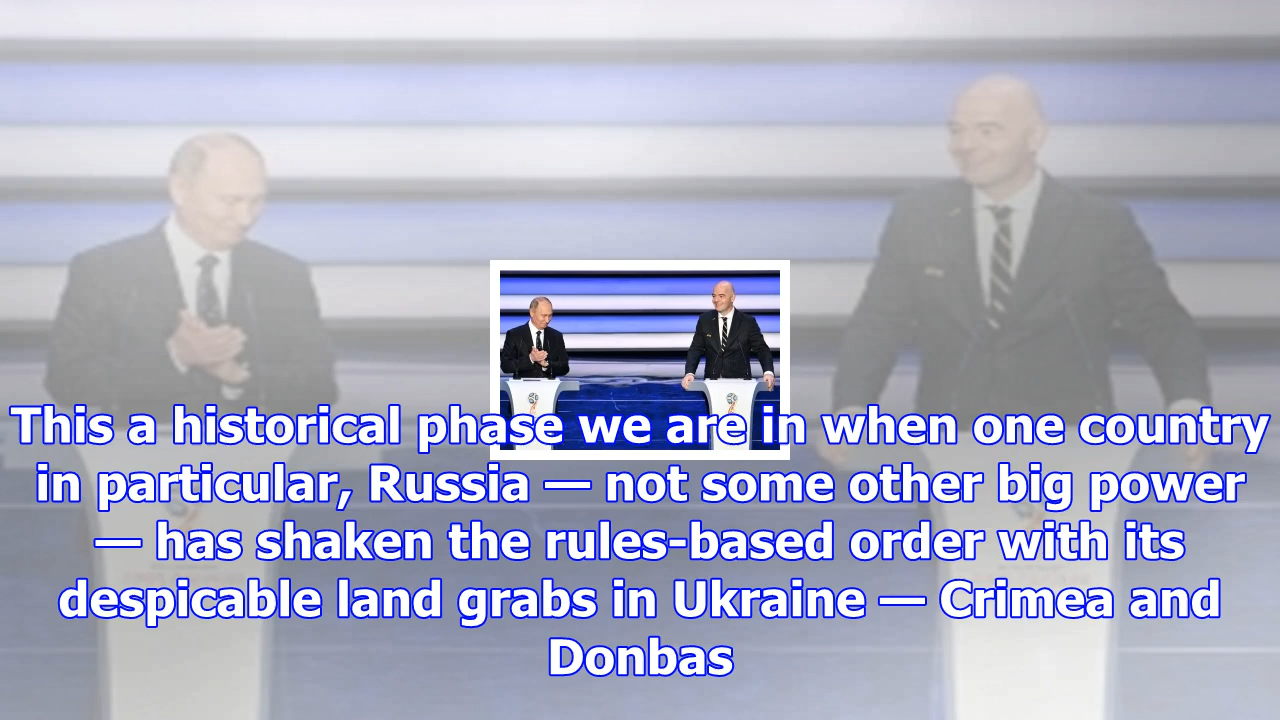 This a historical phase we are in when one country
in particular, Russia — not some other big power
— has shaken the rules-based order with its
despicable land grabs in Ukraine — Crimea and
Donbas